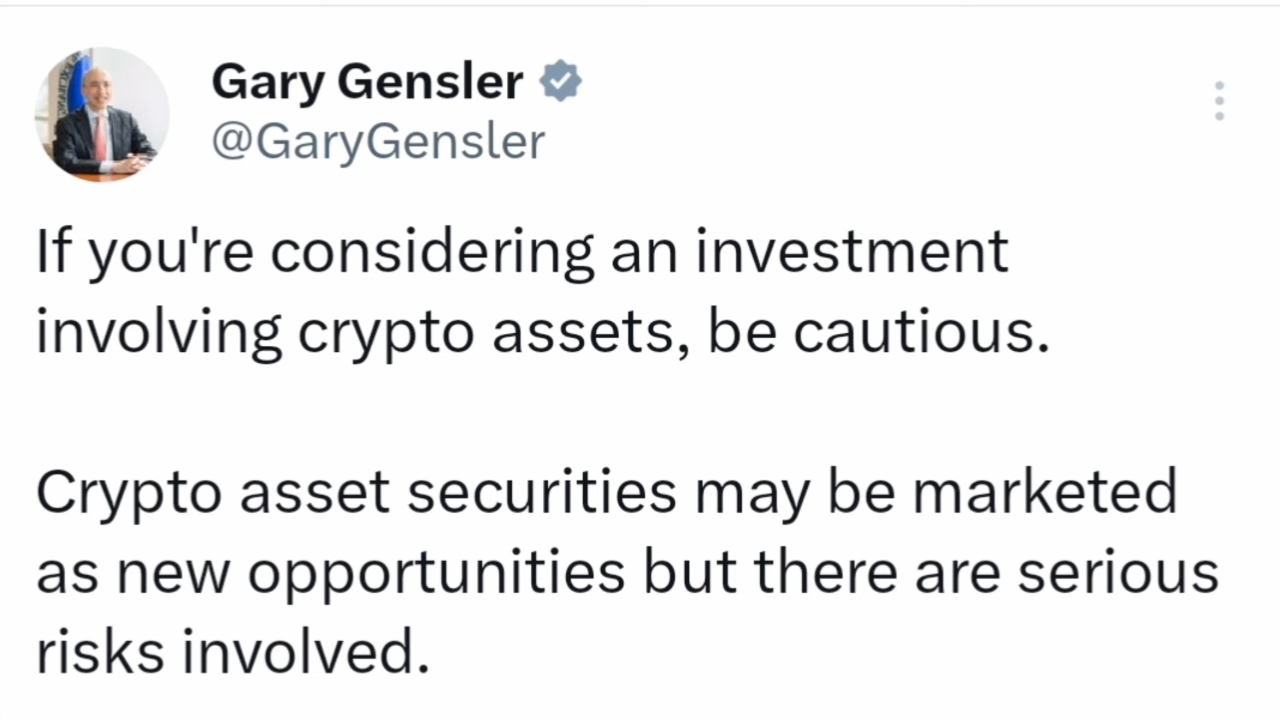 Gary Gensler
@GaryGensler
If you're considering an investment
involving crypto assets, be cautious.
Crypto asset securities may be marketed
as new opportunities but there are serious
risks involved.